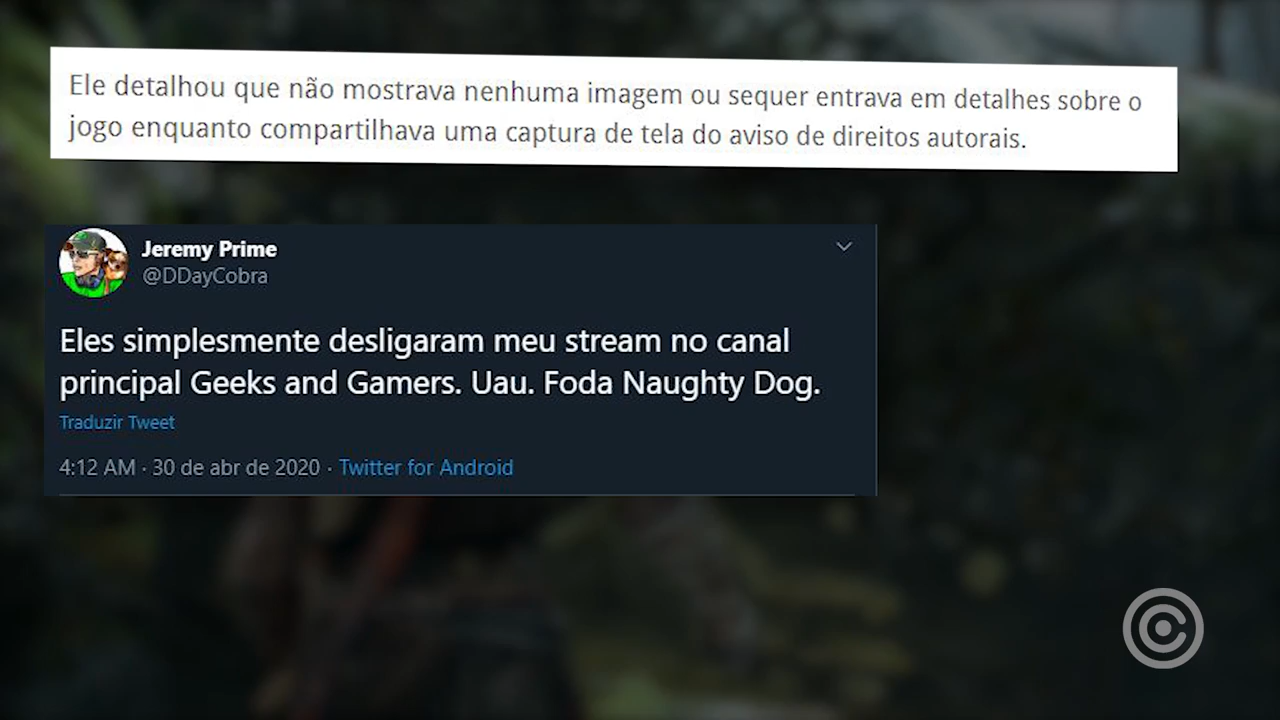 Ele detalhou que não mostrava nenhuma imagem ou sequer entrava em detalhes sobre o
jogo enquanto compartilhava uma captura de tela do aviso de direitos autorais.
Jeremy Prime
@DDayCobra
Eles simplesmente desligaram meu stream no canal
principal Geeks and Gamers. Uau. Foda Naughty Dog.
Traduzir Tweet
4:12 AM · 30 de abr de 2020 · Twitter for Android